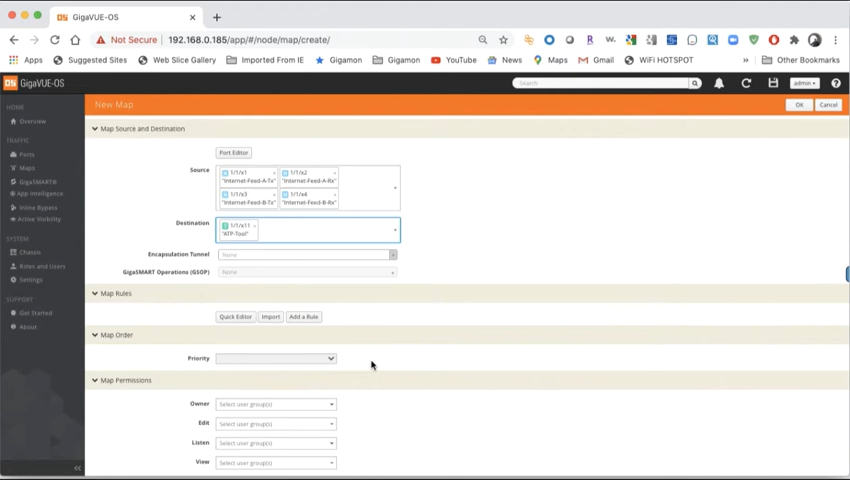 GigaVUE-OS
Not Secure 192.168.0.185/app/#/node/map/create/
Apps Suggested Sites Web Slice Gallery Imported From IE Gigamon Gigamon YouTube News Maps Gmail WiFi HOTSPOT Other Bookmarks
GigaVUE-OS Search admin
HOME
Overview
TRAFFIC
Ports
Maps
GigaSMART®
App Intelligence
Inline Bypass
Active Visibility
SYSTEM
Chassis
Roles and Users
Settings
SUPPORT
Get Started
About
New Map OK Cancel
Map Source and Destination
Port Editor
Source
1/1/x1 1/1/x2
"Internet-Feed-A-Tx" "Internet-Feed-A-Rx"
1/1/x3 1/1/x4
"Internet-Feed-B-Tx" "Internet-Feed-B-Rx"
Destination
1/1/x11
"ATP-Tool"
Encapsulation Tunnel None
GigaSMART Operations (GSOP) None
Map Rules
Quick Editor Import Add a Rule
Map Order
Priority
Map Permissions
Owner Select user group(s)
Edit Select user group(s)
Listen Select user group(s)
View Select user group(s)